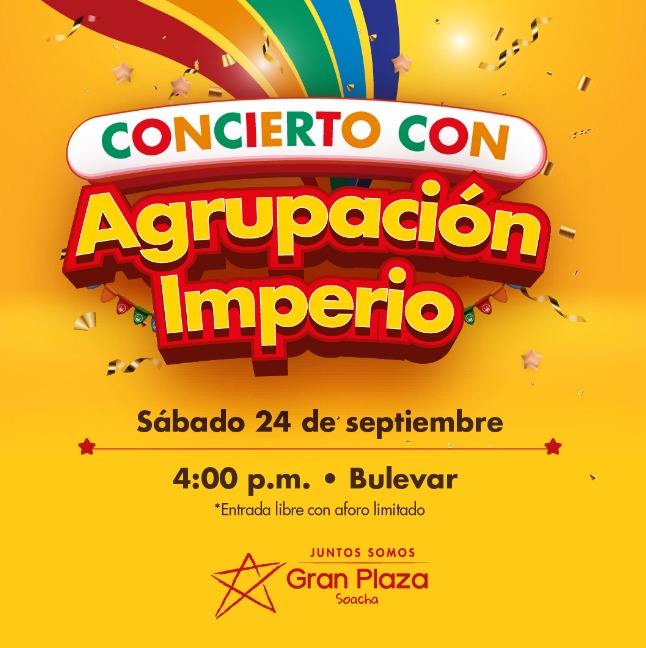 CONCIERTO CON
Agrupación
Imperio
Sábado 24 de septiembre
4:00 p.m. • Bulevar
*Entrada libre con aforo limitado
JUNTOS SOMOS
Gran Plaza
Soacha